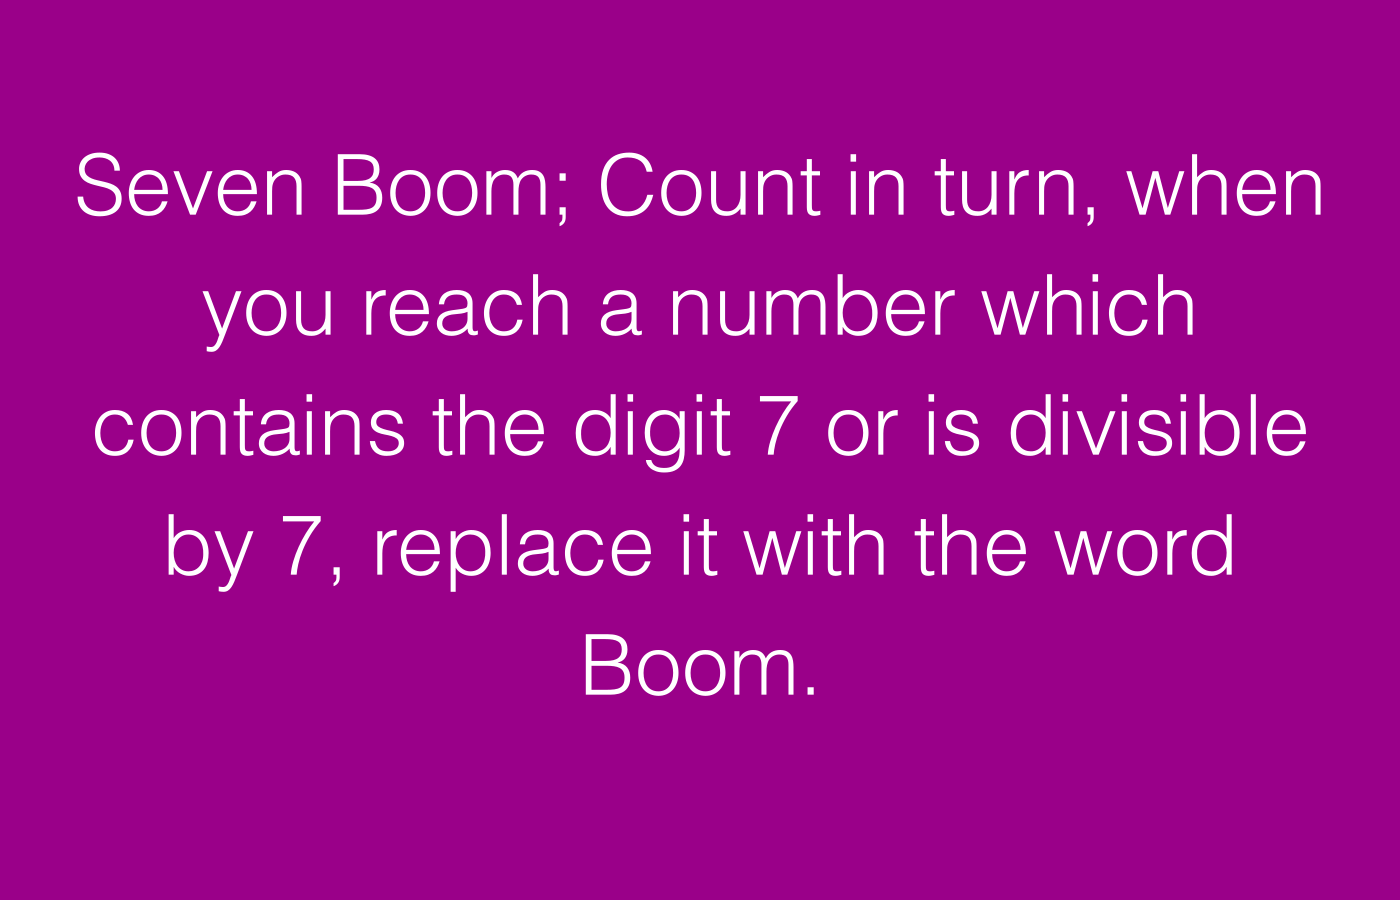 Seven Boom; Count in turn, when
you reach a number which
contains the digit 7 or is divisible
by 7, replace it with the word
Boom.